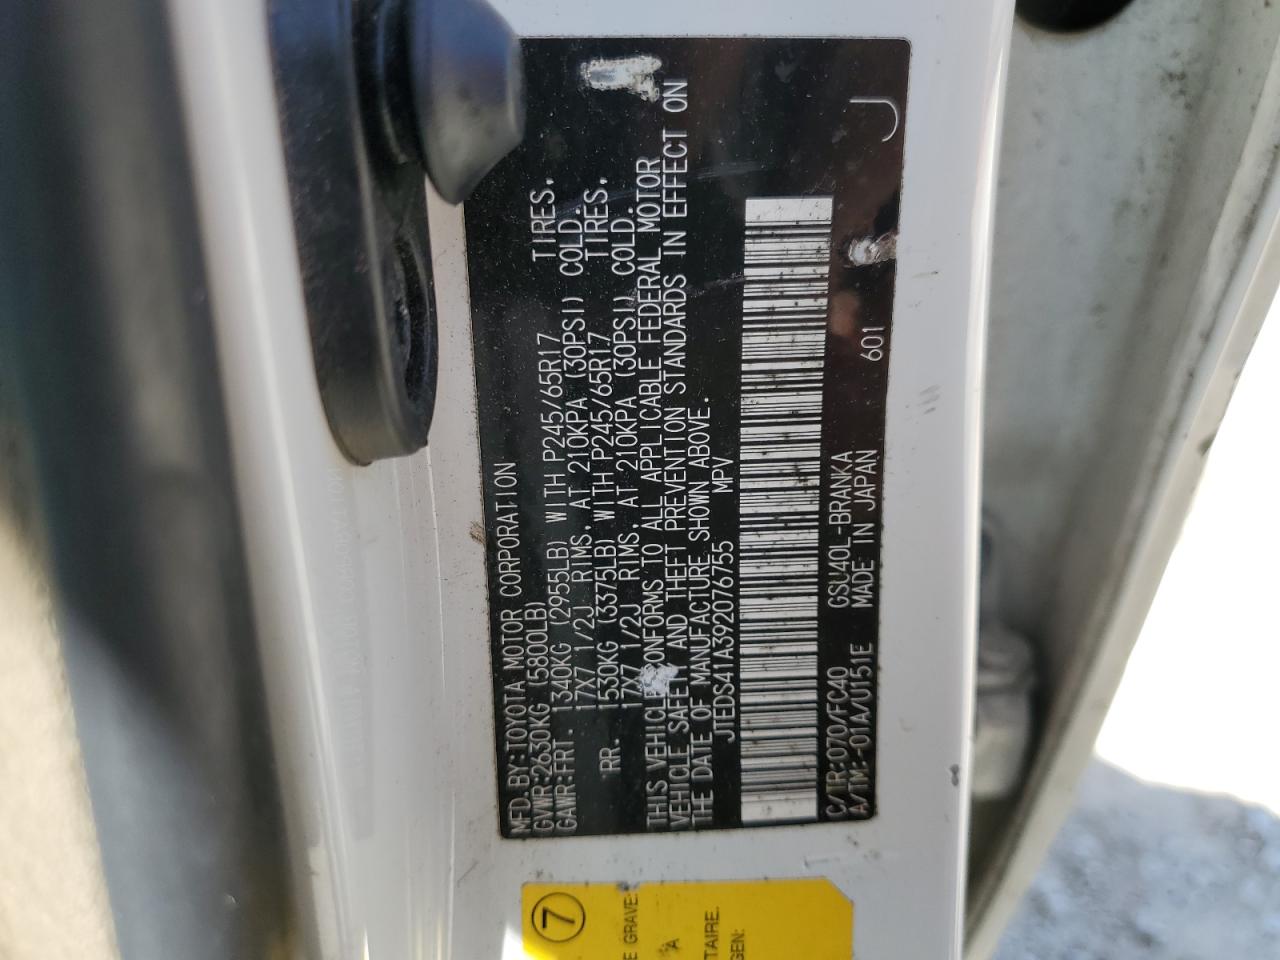 MFD. BY:TOYOTA MOTOR CORPORATION
GVWR:2630KG (5800LB)
GAWR:FRT. 1340KG (2955LB) WITH P245/65R17 TIRES,
17X7 1/2J RIMS, AT 210KPA (30PSI) COLD.
RR. 1530KG (3375LB) WITH P245/65R17 TIRES,
17X7 1/2J RIMS, AT 210KPA (30PSI) COLD.
THIS VEHICLE CONFORMS TO ALL APPLICABLE FEDERAL MOTOR
VEHICLE SAFETY AND THEFT PREVENTION STANDARDS IN EFFECT ON
THE DATE OF MANUFACTURE SHOWN ABOVE.
JTEDS41A392076755 MPV
C/TR:070/FC40 GSU40L-BRANKA 601
A/TM:-01A/U151E MADE IN JAPAN
J
7
E GRAVE
A
TAIRE.
GEN: